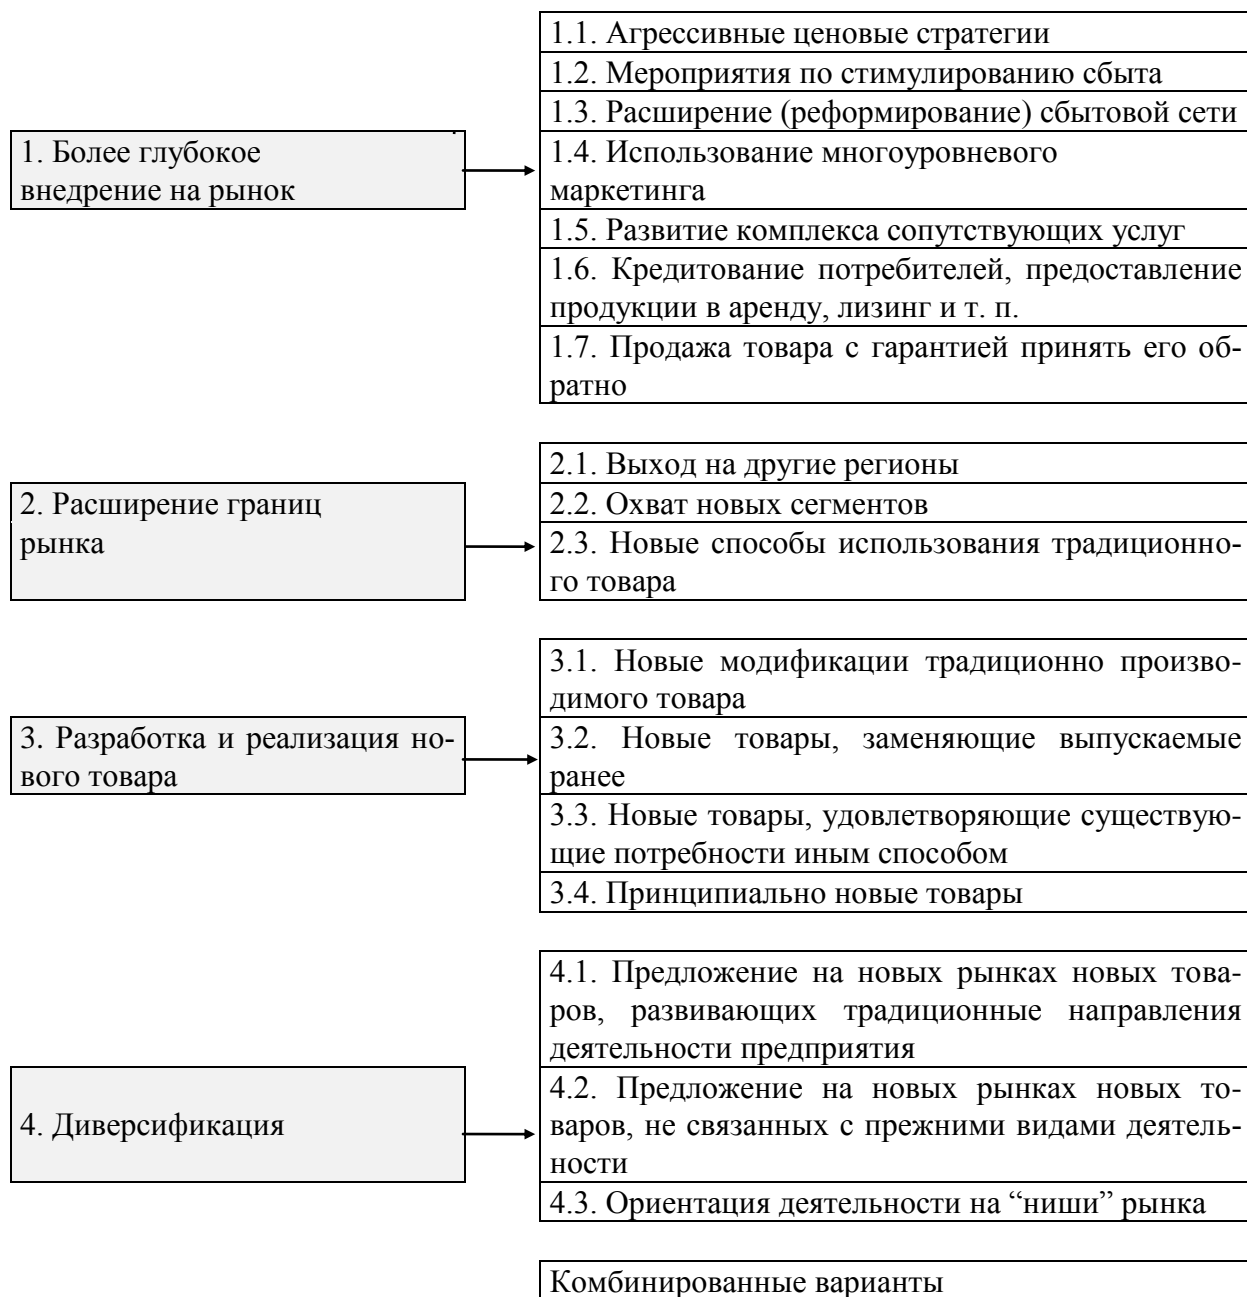 1. Более глубокое
внедрение на рынок
1.1. Агрессивные ценовые стратегии
1.2. Мероприятия по стимулированию сбыта
1.3. Расширение (реформирование) сбытовой сети
1.4. Использование многоуровневого
маркетинга
1.5. Развитие комплекса сопутствующих услуг
1.6. Кредитование потребителей, предоставление
продукции в аренду, лизинг и т. п.
1.7. Продажа товара с гарантией принять его об-
ратно
2. Расширение границ
рынка
2.1. Выход на другие регионы
2.2. Охват новых сегментов
2.3. Новые способы использования традиционно-
го товара
3. Разработка и реализация но-
вого товара
3.1. Новые модификации традиционно произво-
димого товара
3.2. Новые товары, заменяющие выпускаемые
ранее
3.3. Новые товары, удовлетворяющие существую-
щие потребности иным способом
3.4. Принципиально новые товары
4. Диверсификация
4.1. Предложение на новых рынках новых това-
ров, развивающих традиционные направления
деятельности предприятия
4.2. Предложение на новых рынках новых то-
варов, не связанных с прежними видами деятель-
ности
4.3. Ориентация деятельности на “ниши” рынка
Комбинированные варианты